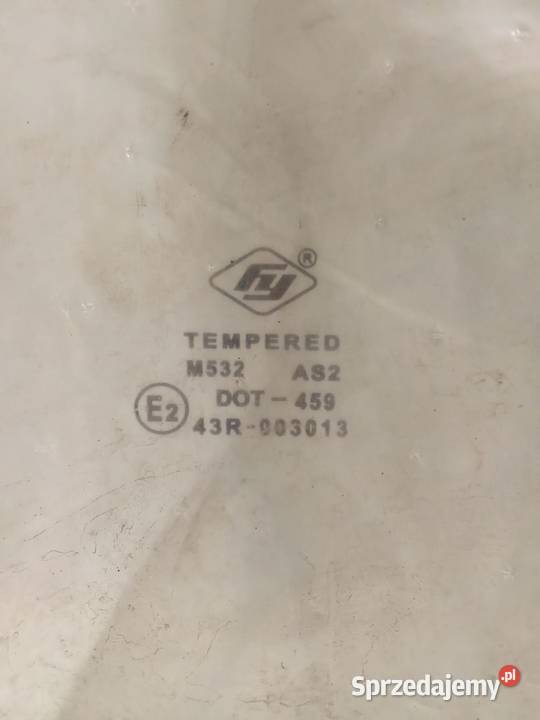 FY ®
TEMPERED
M532 AS2
DOT-459
E2
43R-003013
Sprzedajemy.pl